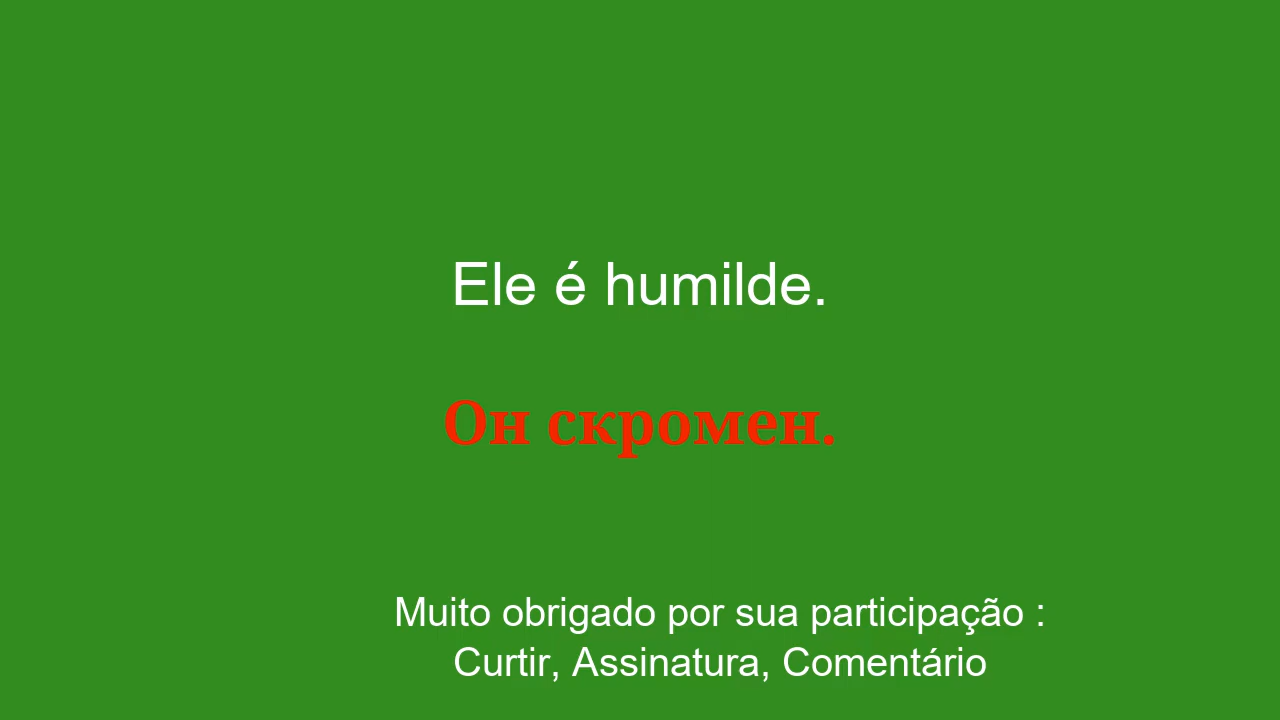 Ele é humilde.
Он скромен.
Muito obrigado por sua participação :
Curtir, Assinatura, Comentário